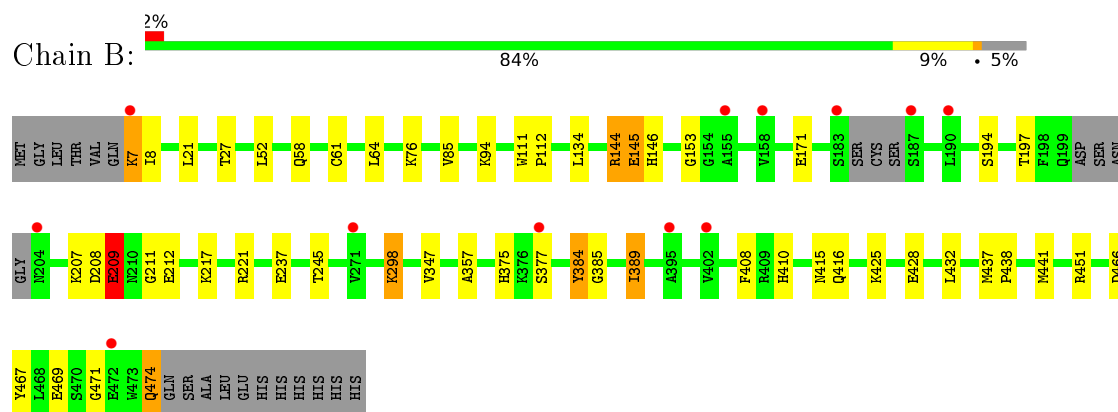 2%
Chain B:
84% 9% • 5%
MET GLY LEU THR VAL GLN K7 I8 L21 T27 L52 Q58 C61 L64 K76 V85 K94 W111 P112 L134 R144 E145 H146 G153 G154 A155 V158 E171 S183 SER CYS SER S187 L190 S194 T197 F198 Q199 ASP SER ASN
GLY N204 K207 D208 E209 N210 G211 E212 K217 R221 E237 T245 V271 K298 V347 A357 H375 K376 S377 Y384 G385 I389 A395 V402 F408 R409 H410 N415 Q416 K425 E428 L432 M437 P438 M441 R451
Y467 L468 E469 S470 G471 E472 W473 Q474 GLN SER ALA LEU GLU HIS HIS HIS HIS HIS HIS